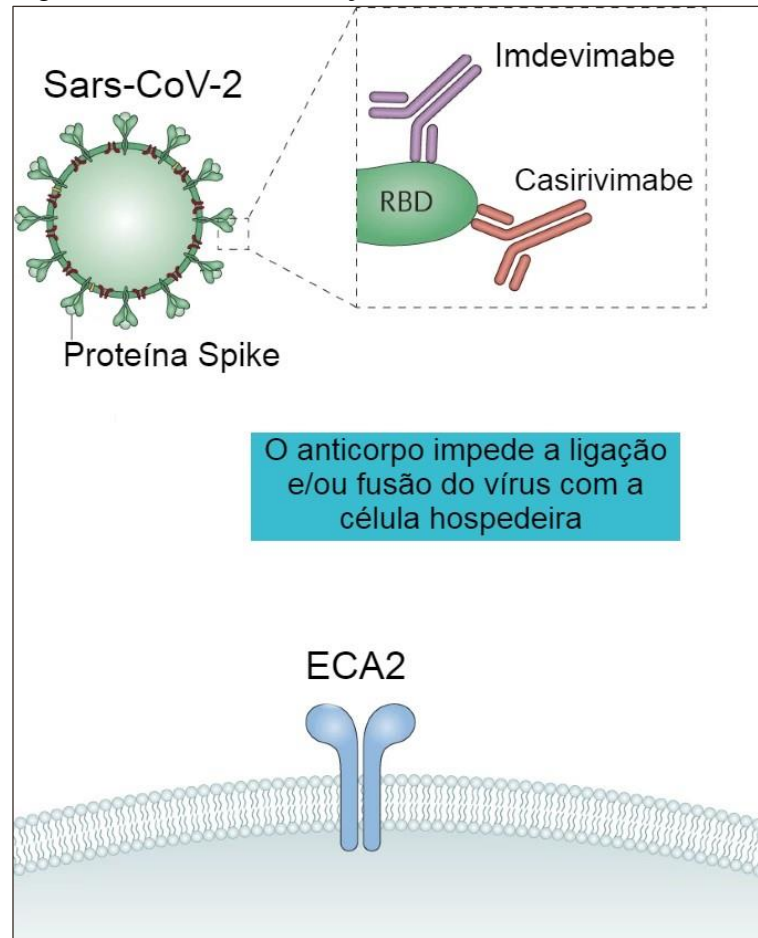 Sars-CoV-2
Imdevimabe
Casirivimabe
RBD
Proteína Spike
O anticorpo impede a ligação
e/ou fusão do vírus com a
célula hospedeira
ECA2